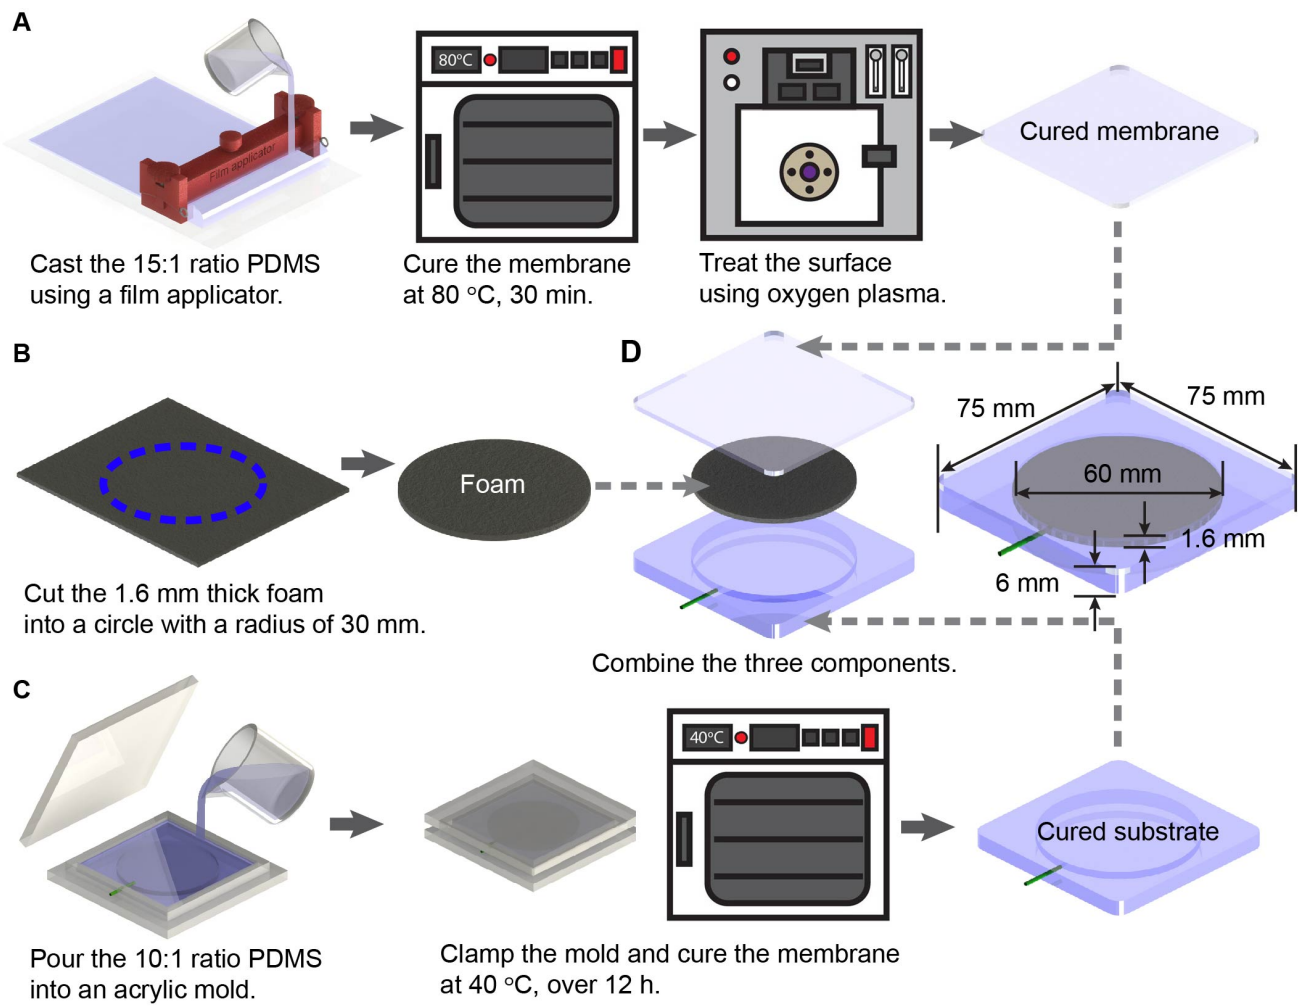 A
80°C
Film applicator
Cured membrane
Cast the 15:1 ratio PDMS
using a film applicator.
Cure the membrane
at 80 °C, 30 min.
Treat the surface
using oxygen plasma.
B
Foam
Cut the 1.6 mm thick foam
into a circle with a radius of 30 mm.
D
75 mm
75 mm
60 mm
1.6 mm
6 mm
Combine the three components.
C
40°C
Cured substrate
Pour the 10:1 ratio PDMS
into an acrylic mold.
Clamp the mold and cure the membrane
at 40 °C, over 12 h.